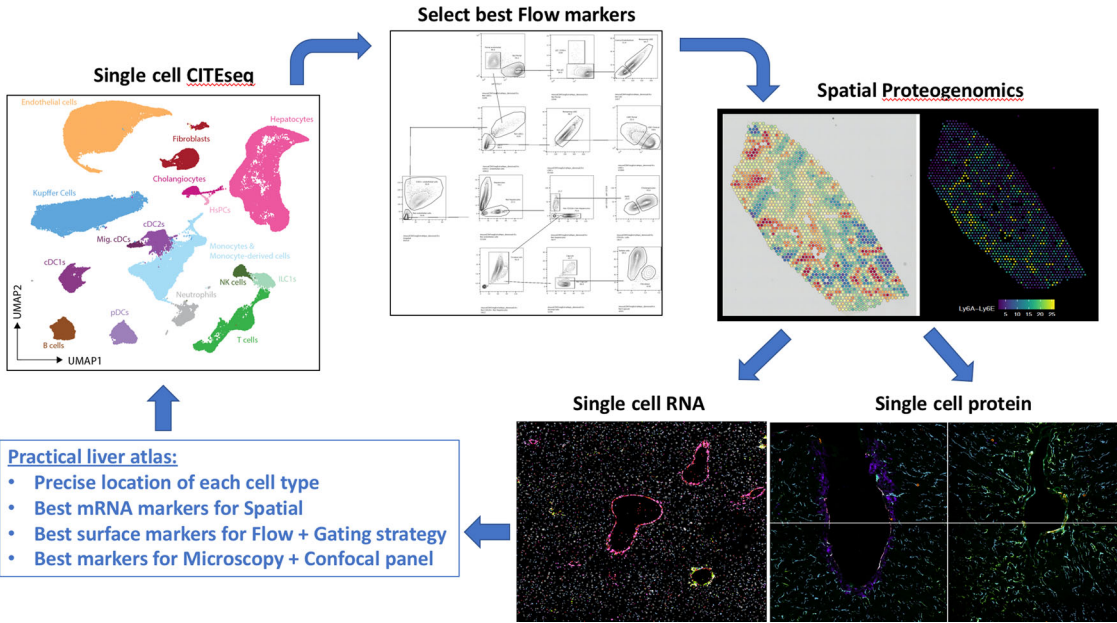 Select best Flow markers
Single cell CITEseq
Spatial Proteogenomics
Endothelial cells
Hepatocytes
Fibroblasts
Cholangiocytes
HsPCs
Kupffer Cells
cDC2s
Mig. cDCs
Monocytes &
Monocyte-derived cells
cDC1s
NK cells
ILC1s
Neutrophils
pDCs
B cells
T cells
UMAP2
UMAP1
Ly6A–Ly6E
5 10 15 20 25
Single cell RNA
Single cell protein
Practical liver atlas:
• Precise location of each cell type
• Best mRNA markers for Spatial
• Best surface markers for Flow + Gating strategy
• Best markers for Microscopy + Confocal panel